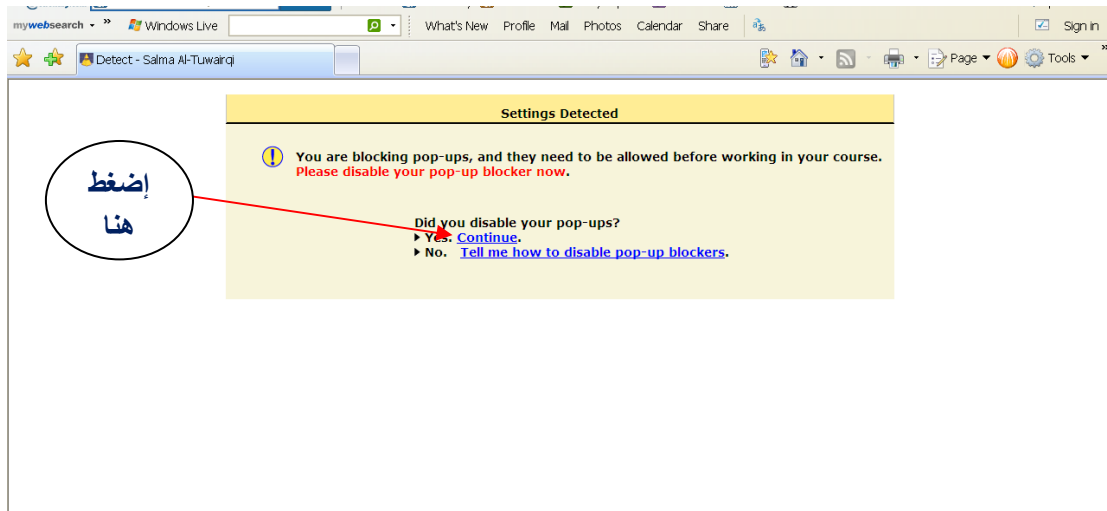 mywebsearch Windows Live What's New Profile Mail Photos Calendar Share Sign in
Detect - Salma Al-Tuwairqi Page Tools
Settings Detected
You are blocking pop-ups, and they need to be allowed before working in your course.
Please disable your pop-up blocker now.
إضغط
هنا
Did you disable your pop-ups?
Yes. Continue.
No. Tell me how to disable pop-up blockers.